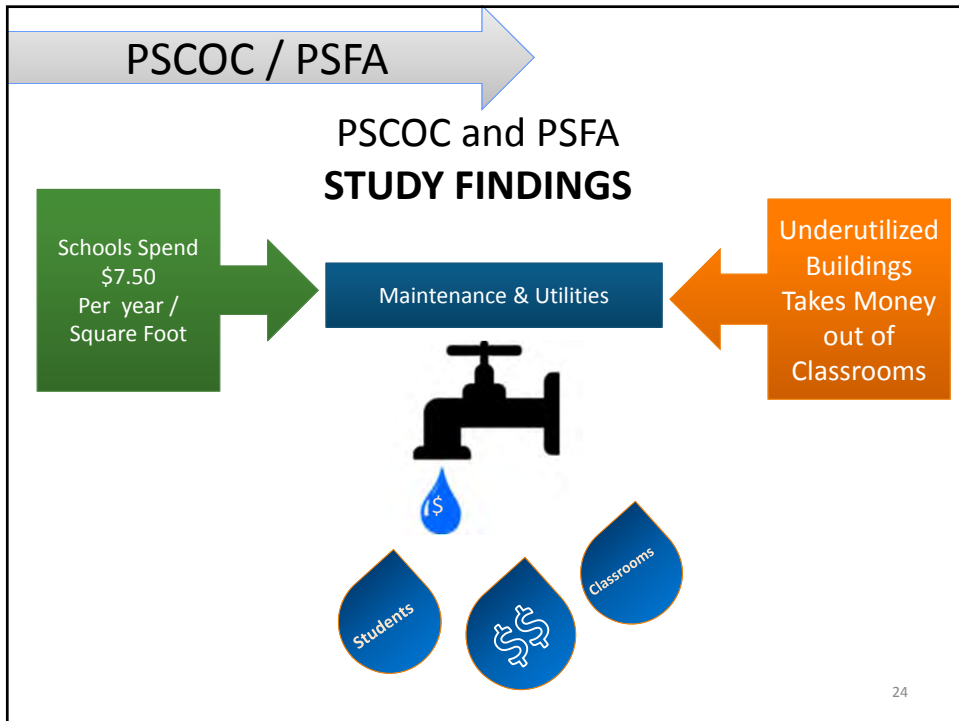 PSCOC / PSFA
PSCOC and PSFA
STUDY FINDINGS
Schools Spend
$7.50
Per year /
Square Foot
Maintenance & Utilities
Underutilized
Buildings
Takes Money
out of
Classrooms
$
Students
$$
Classrooms
24